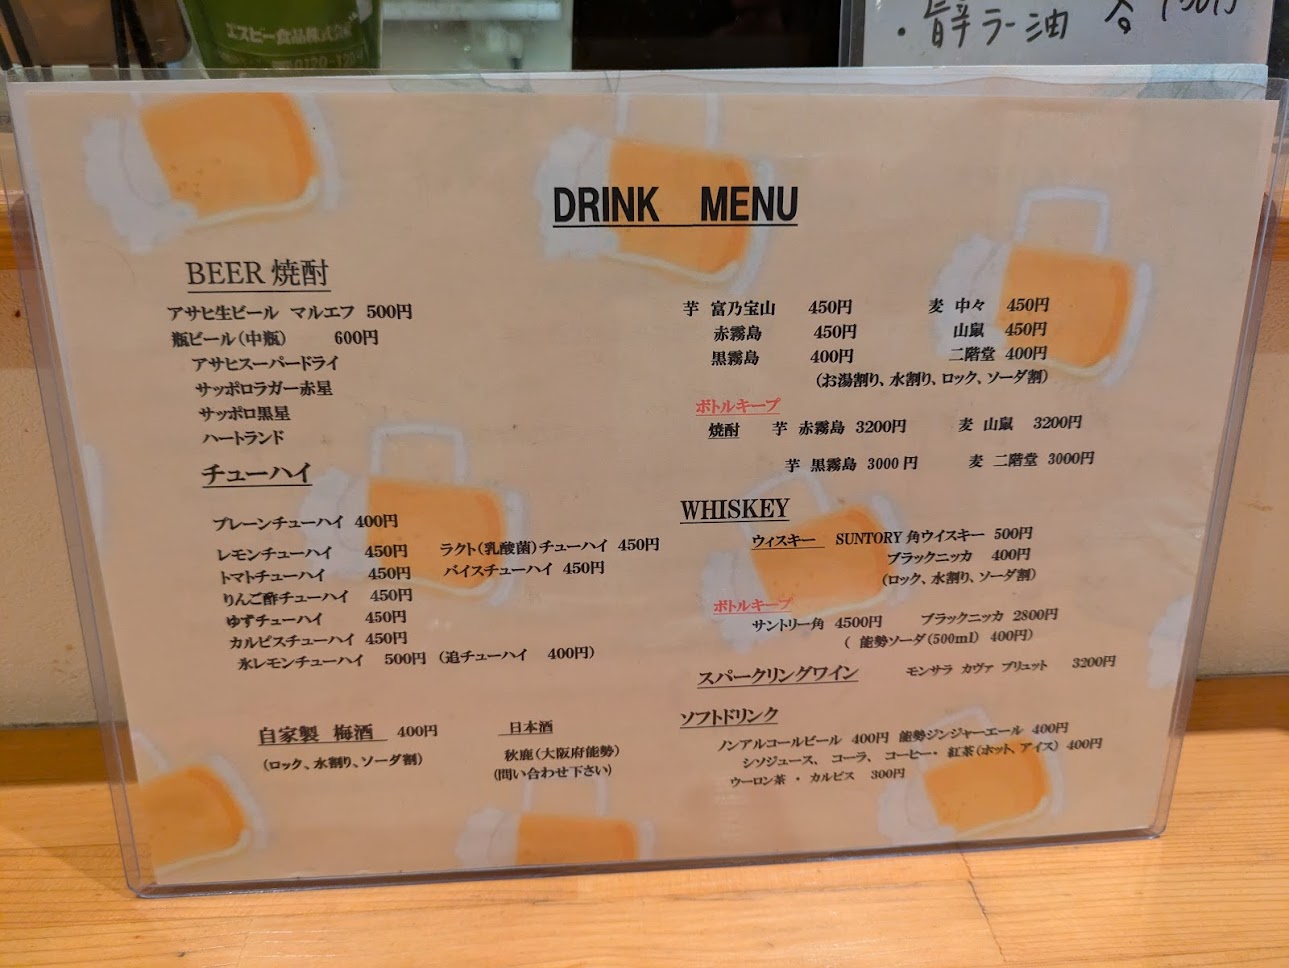 エスビー食品株式会社
・旨辛ラー油
DRINK MENU
BEER 焼酎
アサヒ生ビール マルエフ 500円
瓶ビール(中瓶) 600円
アサヒスーパードライ
サッポロラガー赤星
サッポロ黒星
ハートランド
チューハイ
プレーンチューハイ 400円
レモンチューハイ 450円 ラクト(乳酸菌)チューハイ 450円
トマトチューハイ 450円 バイスチューハイ 450円
りんご酢チューハイ 450円
ゆずチューハイ 450円
カルピスチューハイ 450円
氷レモンチューハイ 500円 (追チューハイ 400円)
自家製 梅酒 400円
(ロック、水割り、ソーダ割)
日本酒
秋鹿(大阪府能勢)
(問い合わせ下さい)
芋 富乃宝山 450円 麦 中々 450円
赤霧島 450円 山鼠 450円
黒霧島 400円 二階堂 400円
(お湯割り、水割り、ロック、ソーダ割)
ボトルキープ
焼酎 芋 赤霧島 3200円 麦 山鼠 3200円
芋 黒霧島 3000円 麦 二階堂 3000円
WHISKEY
ウィスキー SUNTORY 角ウイスキー 500円
ブラックニッカ 400円
(ロック、水割り、ソーダ割)
ボトルキープ
サントリー角 4500円 ブラックニッカ 2800円
( 能勢ソーダ(500ml) 400円)
スパークリングワイン モンサラ カヴァ ブリュット 3200円
ソフトドリンク
ノンアルコールビール 400円 能勢ジンジャーエール 400円
シソジュース、コーラ、コーヒー・紅茶(ホット、アイス) 400円
ウーロン茶 ・ カルピス 300円